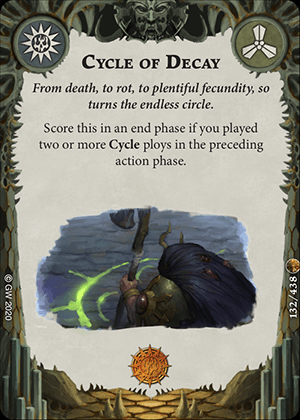 Cycle of Decay
From death, to rot, to plentiful fecundity, so
turns the endless circle.
Score this in an end phase if you played
two or more Cycle ploys in the preceding
action phase.
© GW 2020
132/438